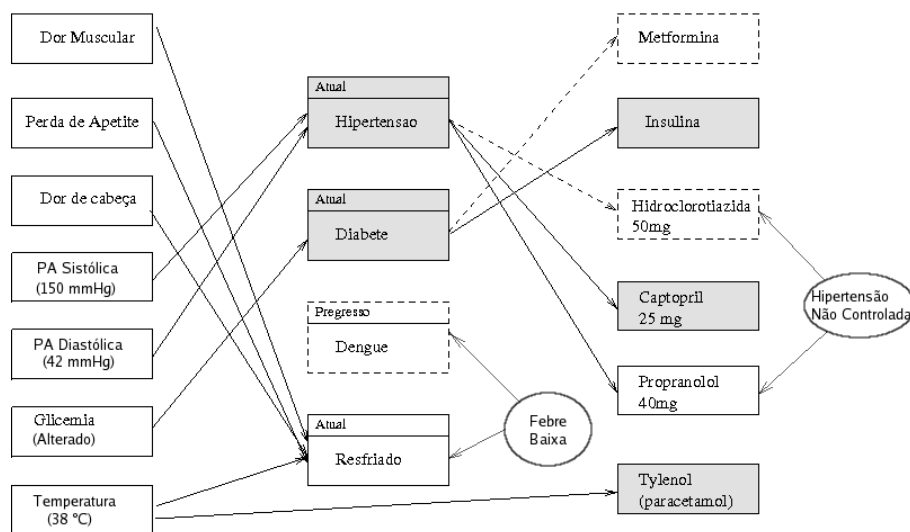 Dor Muscular
Perda de Apetite
Dor de cabeça
PA Sistólica
(150 mmHg)
PA Diastólica
(42 mmHg)
Glicemia
(Alterado)
Temperatura
(38 ºC)
Atual
Hipertensao
Atual
Diabete
Pregresso
Dengue
Atual
Resfriado
Febre
Baixa
Metformina
Insulina
Hidroclorotiazida
50mg
Captopril
25 mg
Propranolol
40mg
Tylenol
(paracetamol)
Hipertensão
Não Controlada